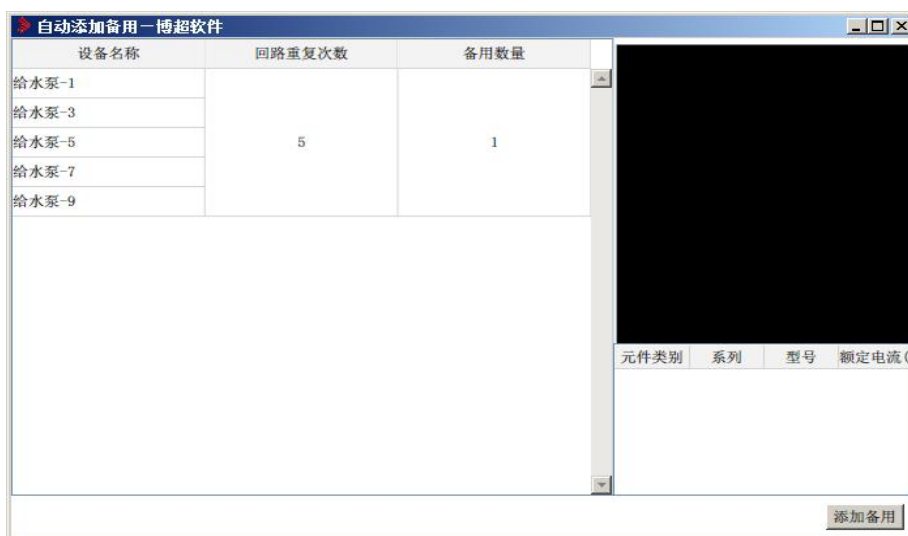 自动添加备用－博超软件
设备名称 回路重复次数 备用数量
给水泵-1
给水泵-3
给水泵-5 5 1
给水泵-7
给水泵-9
元件类别 系列 型号 额定电流(
添加备用